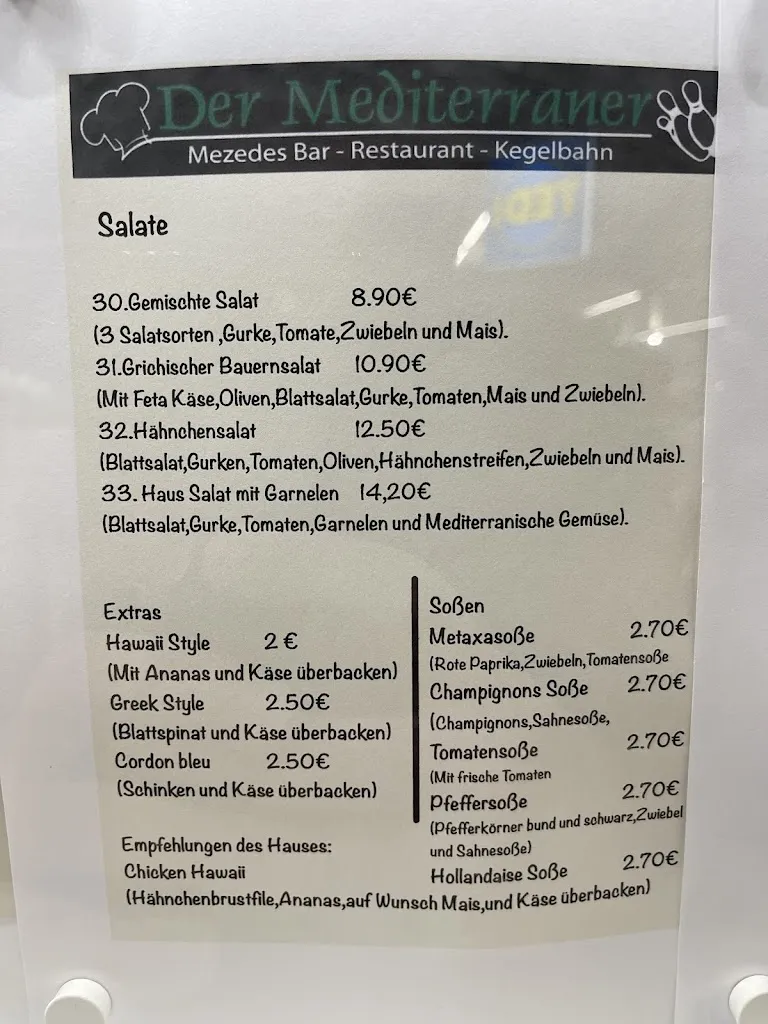 Der Mediterraner
Mezedes Bar - Restaurant - Kegelbahn
Salate
30.Gemischte Salat 8.90€
(3 Salatsorten ,Gurke,Tomate,Zwiebeln und Mais).
31.Grichischer Bauernsalat 10.90€
(Mit Feta Käse,Oliven,Blattsalat,Gurke,Tomaten,Mais und Zwiebeln).
32.Hähnchensalat 12.50€
(Blattsalat,Gurken,Tomaten,Oliven,Hähnchenstreifen,Zwiebeln und Mais).
33. Haus Salat mit Garnelen 14,20€
(Blattsalat,Gurke,Tomaten,Garnelen und Mediterranische Gemüse).
Extras
Hawaii Style 2 €
(Mit Ananas und Käse überbacken)
Greek Style 2.50€
(Blattspinat und Käse überbacken)
Cordon bleu 2.50€
(Schinken und Käse überbacken)
Soßen
Metaxasoße 2.70€
(Rote Paprika,Zwiebeln,Tomatensoße
Champignons Soße 2.70€
(Champignons,Sahnesoße,
Tomatensoße 2.70€
(Mit frische Tomaten
Pfeffersoße 2.70€
(Pfefferkörner bund und schwarz,Zwiebel
und Sahnesoße)
Hollandaise Soße 2.70€
Empfehlungen des Hauses:
Chicken Hawaii
(Hähnchenbrustfile,Ananas,auf Wunsch Mais,und Käse überbacken)